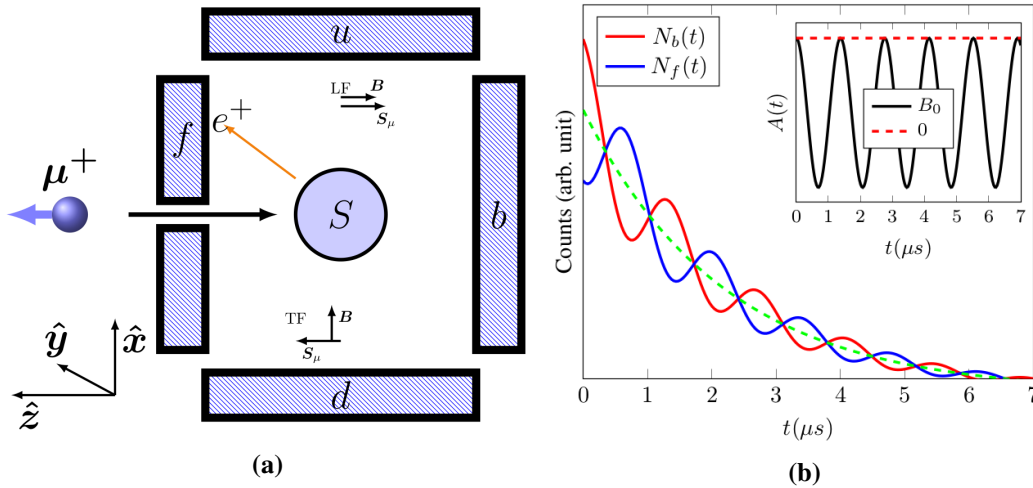 u
f
e⁺
LF B
s_μ
μ⁺
S
b
TF B
s_μ
x̂
ŷ
ẑ
d
(a)
Counts (arb. unit)
N_b(t)
N_f(t)
0 1 2 3 4 5 6 7
t(μs)
A(t)
B₀
0
0 1 2 3 4 5 6 7
t(μs)
(b)